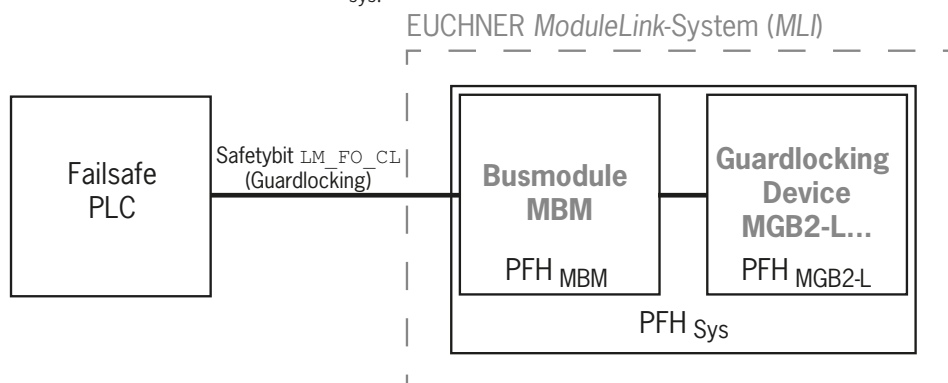 sys.
EUCHNER ModuleLink-System (MLI)
Failsafe
PLC
Safetybit LM_FO_CL
(Guardlocking)
Busmodule
MBM
PFH MBM
Guardlocking
Device
MGB2-L...
PFH MGB2-L
PFH Sys